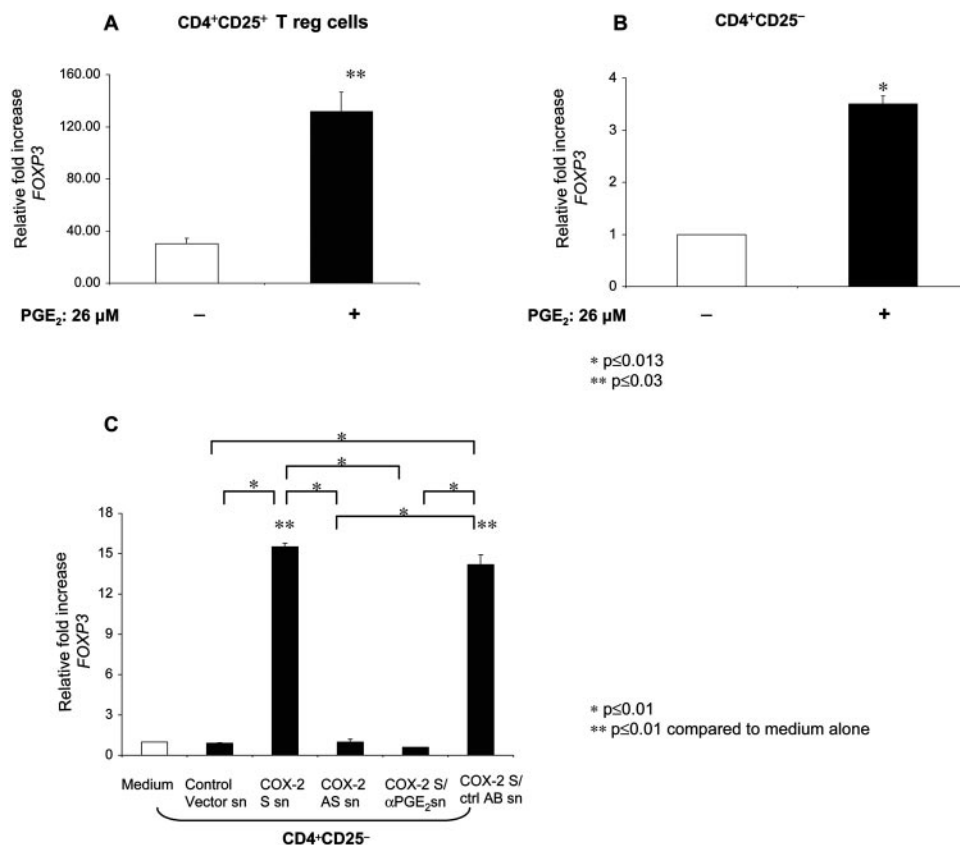 A
CD4⁺CD25⁺ T reg cells
Relative fold increase
FOXP3
160.00
120.00
80.00
40.00
0.00
**
PGE₂: 26 µM
–
+
B
CD4⁺CD25⁻
Relative fold increase
FOXP3
4
3
2
1
0
*
PGE₂: 26 µM
–
+
* p≤0.013
** p≤0.03
C
*
*
*
*
*
*
**
**
Relative fold increase
FOXP3
18
15
12
9
6
3
0
Medium
Control
Vector sn
COX-2
S sn
COX-2
AS sn
COX-2 S/
αPGE₂sn
COX-2 S/
ctrl AB sn
CD4⁺CD25⁻
* p≤0.01
** p≤0.01 compared to medium alone